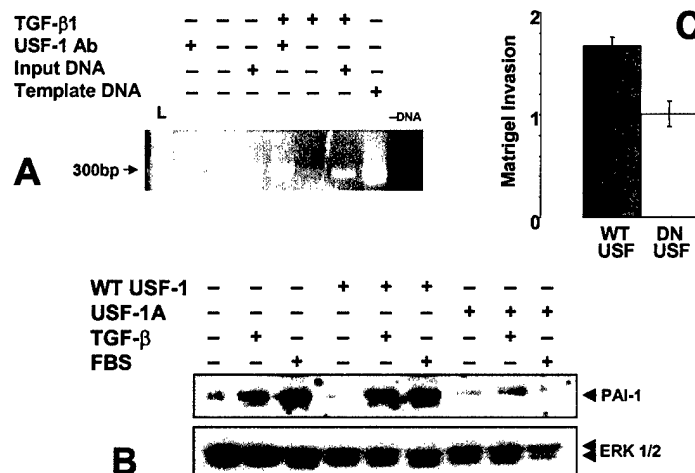 TGF-β1 – – – + + + –
USF-1 Ab + – – + – – –
Input DNA – – + – – + –
Template DNA – – – – – – +
L
–DNA
A
300bp
C
Matrigel Invasion
2
1
0
WT USF
DN USF
WT USF-1 – – – + + + – – –
USF-1A – – – – – – + + +
TGF-β – + – – + – – + –
FBS – – + – – + – – +
PAI-1
ERK 1/2
B